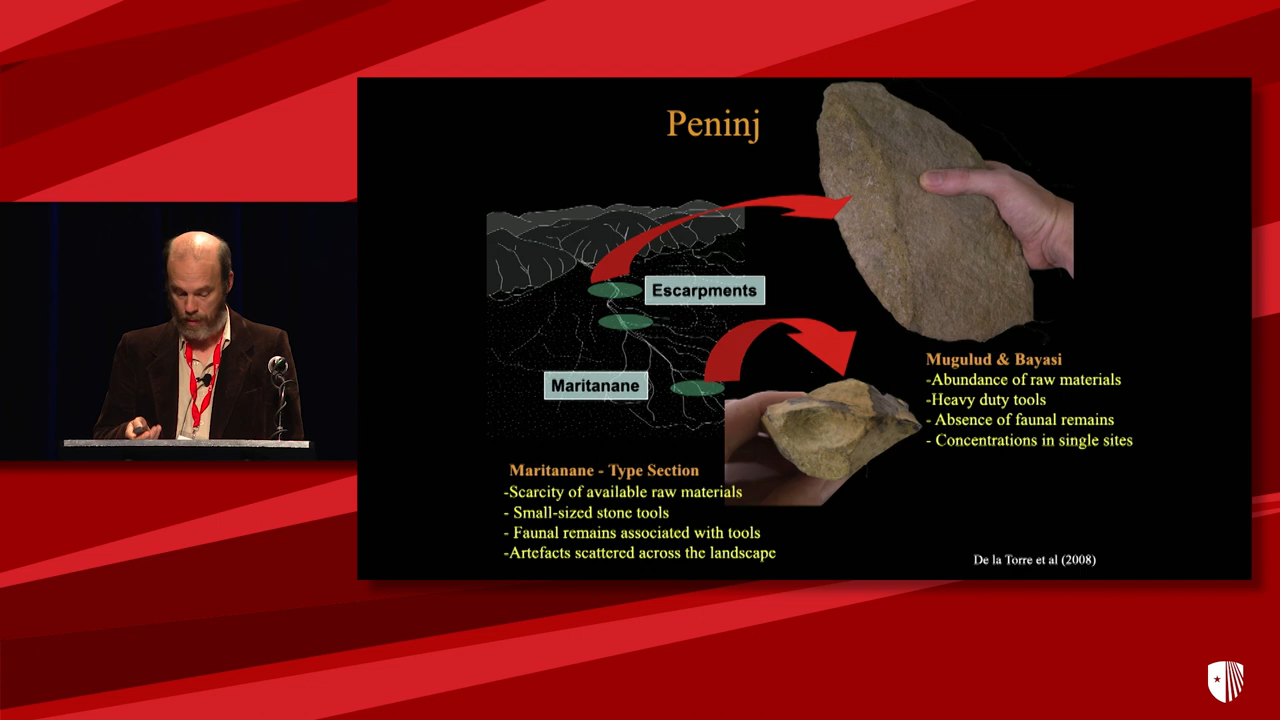 Peninj
Escarpments
Maritanane
Mugulud & Bayasi
-Abundance of raw materials
-Heavy duty tools
- Absence of faunal remains
- Concentrations in single sites
Maritanane - Type Section
-Scarcity of available raw materials
- Small-sized stone tools
- Faunal remains associated with tools
-Artefacts scattered across the landscape
De la Torre et al (2008)